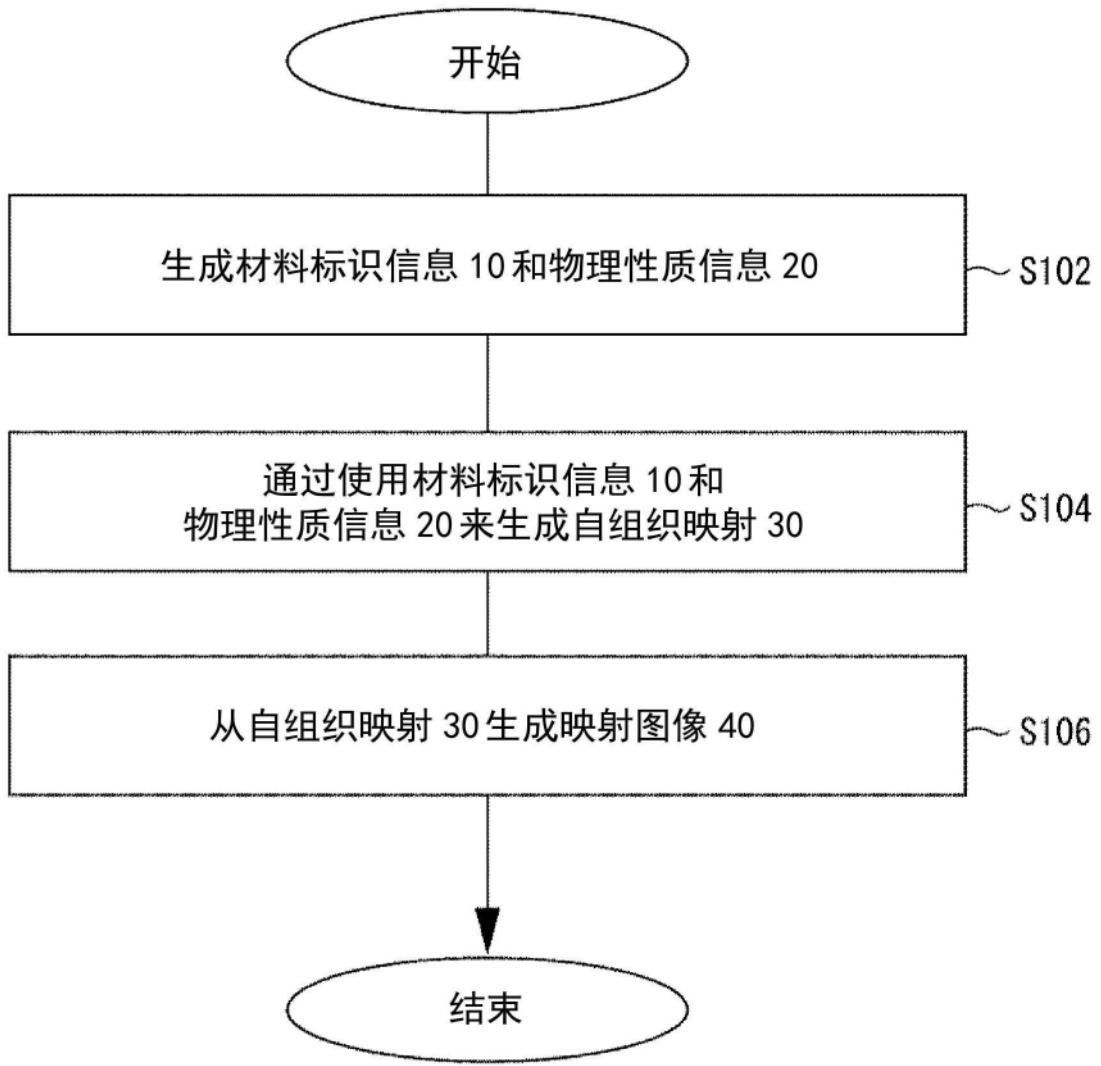 开始
生成材料标识信息 10 和物理性质信息 20
S102
通过使用材料标识信息 10 和
物理性质信息 20 来生成自组织映射 30
S104
从自组织映射 30 生成映射图像 40
S106
结束